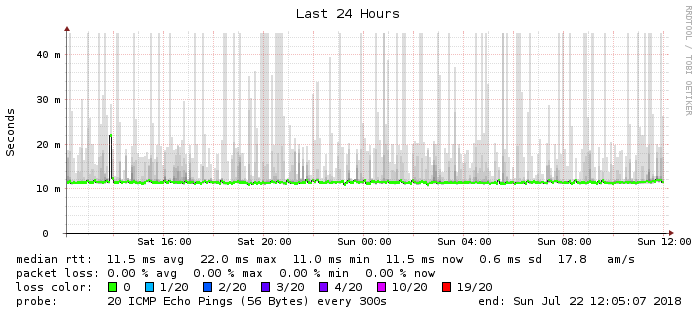 Last 24 Hours
RRDTOOL / TOBI OETIKER
Seconds
40 m
30 m
20 m
10 m
0
Sat 16:00 Sat 20:00 Sun 00:00 Sun 04:00 Sun 08:00 Sun 12:00
median rtt: 11.5 ms avg 22.0 ms max 11.0 ms min 11.5 ms now 0.6 ms sd 17.8 am/s
packet loss: 0.00 % avg 0.00 % max 0.00 % min 0.00 % now
loss color: 0 1/20 2/20 3/20 4/20 10/20 19/20
probe: 20 ICMP Echo Pings (56 Bytes) every 300s end: Sun Jul 22 12:05:07 2018